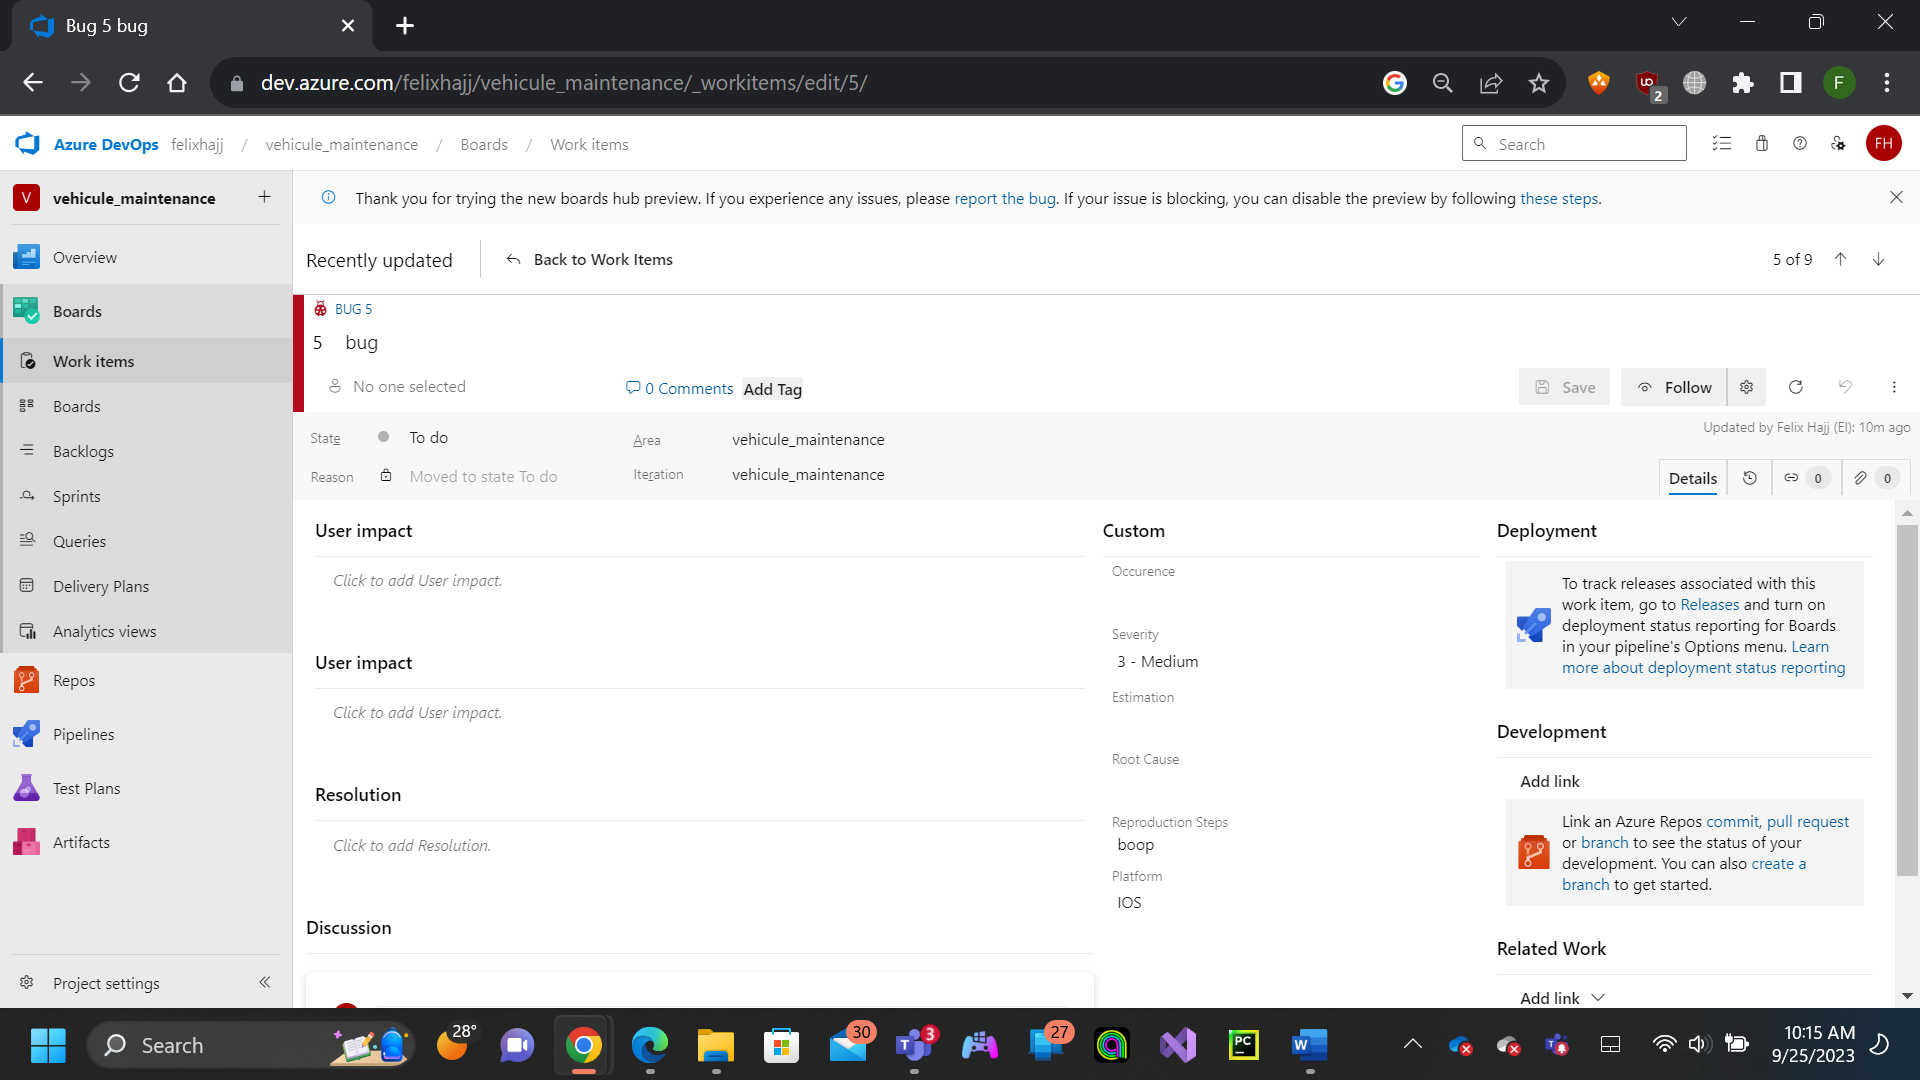 Bug 5 bug
dev.azure.com/felixhajj/vehicule_maintenance/_workitems/edit/5/
2
F
Azure DevOps felixhajj / vehicule_maintenance / Boards / Work items
Search
FH
V vehicule_maintenance
Thank you for trying the new boards hub preview. If you experience any issues, please report the bug. If your issue is blocking, you can disable the preview by following these steps.
Overview
Boards
Work items
Boards
Backlogs
Sprints
Queries
Delivery Plans
Analytics views
Repos
Pipelines
Test Plans
Artifacts
Project settings
Recently updated
Back to Work Items
5 of 9
BUG 5
5 bug
No one selected
0 Comments
Add Tag
Save
Follow
State To do
Area vehicule_maintenance
Updated by Felix Hajj (EI): 10m ago
Reason Moved to state To do
Iteration vehicule_maintenance
Details
0
0
User impact
Click to add User impact.
User impact
Click to add User impact.
Resolution
Click to add Resolution.
Discussion
Custom
Occurence
Severity
3 - Medium
Estimation
Root Cause
Reproduction Steps
boop
Platform
IOS
Deployment
To track releases associated with this
work item, go to Releases and turn on
deployment status reporting for Boards
in your pipeline's Options menu. Learn
more about deployment status reporting
Development
Add link
Link an Azure Repos commit, pull request
or branch to see the status of your
development. You can also create a
branch to get started.
Related Work
Add link
Search
28°
30
3
27
PC
W
10:15 AM
9/25/2023